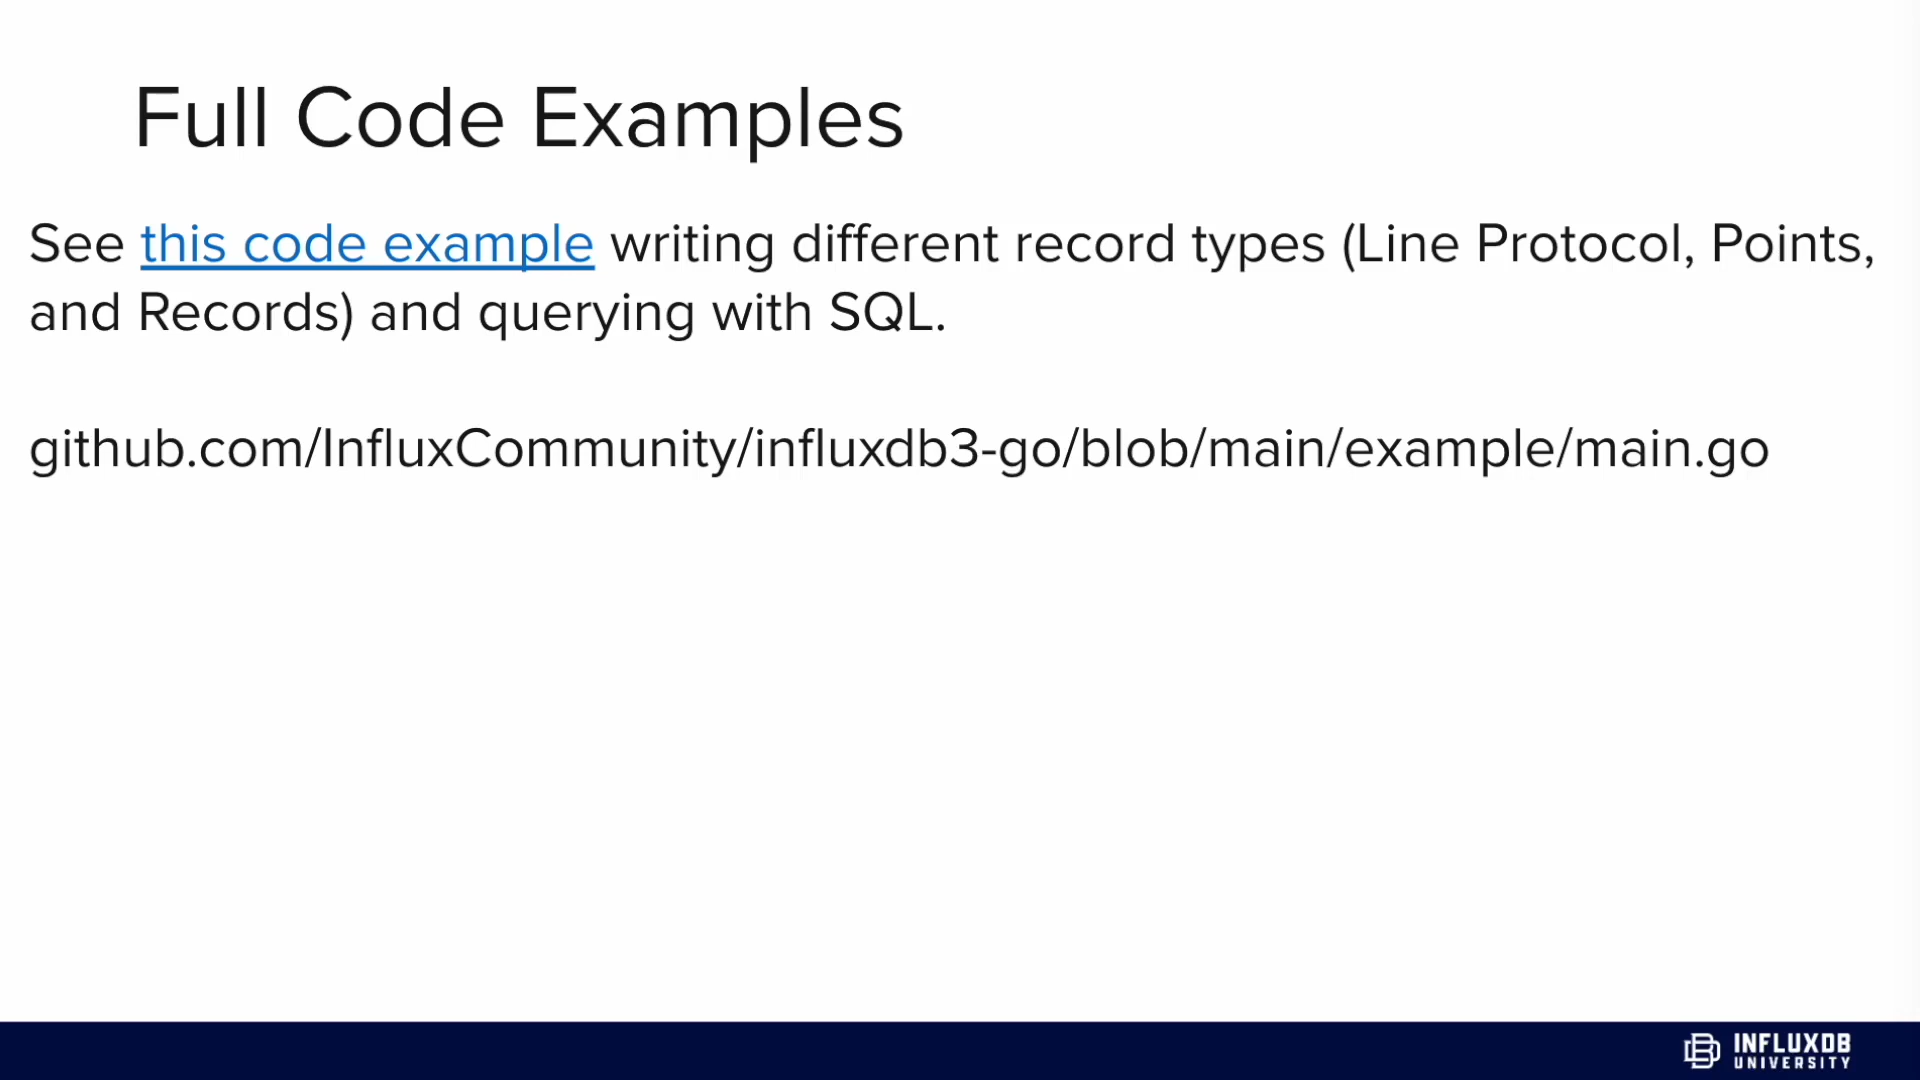 Full Code Examples
See this code example writing different record types (Line Protocol, Points,
and Records) and querying with SQL.
github.com/InfluxCommunity/influxdb3-go/blob/main/example/main.go
INFLUXDB
UNIVERSITY